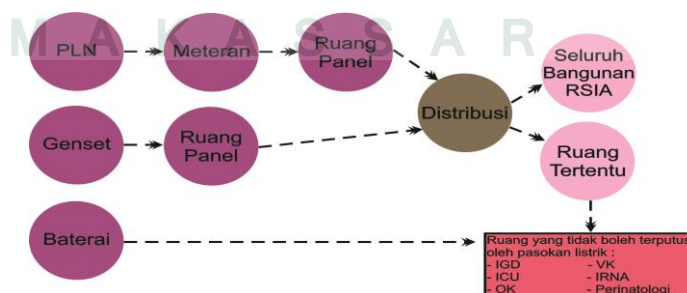 MAKASSAR
PLN
Meteran
Ruang
Panel
Seluruh
Bangunan
RSIA
Distribusi
Genset
Ruang
Panel
Ruang
Tertentu
Baterai
Ruang yang tidak boleh terputus
oleh pasokan listrik :
- IGD - VK
- ICU - IRNA
- OK - Perinatologi